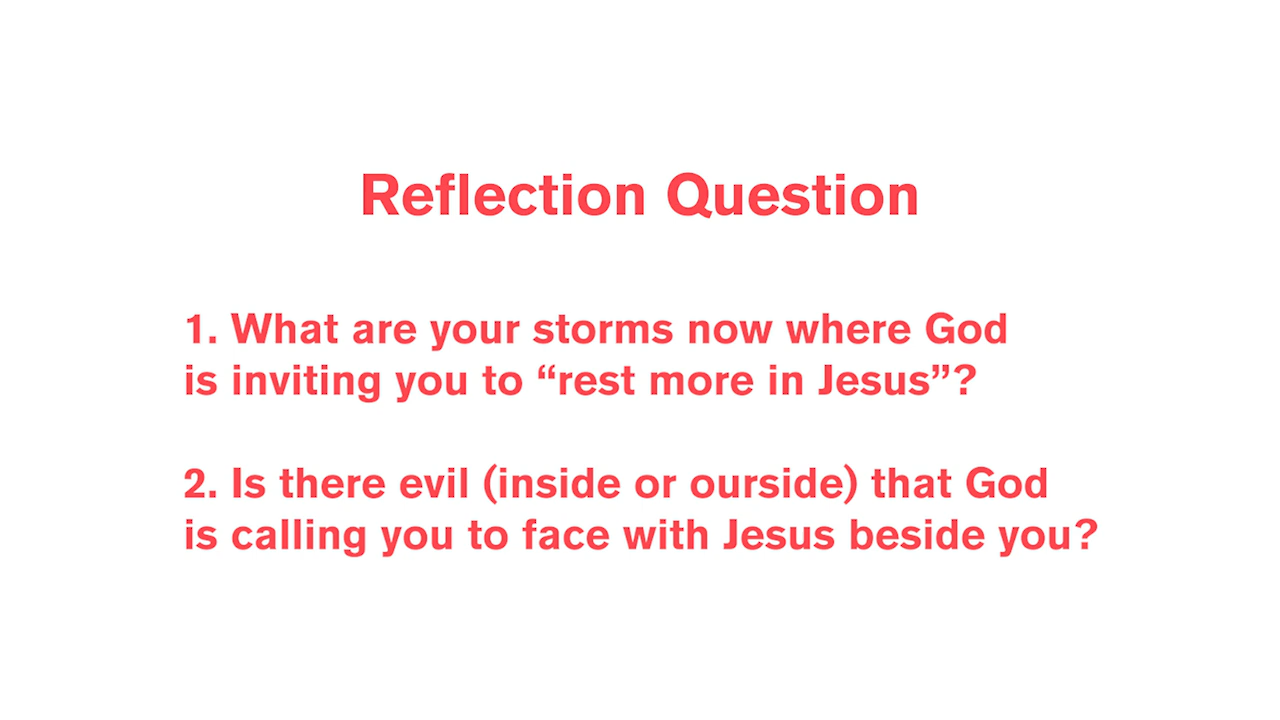 Reflection Question
1. What are your storms now where God
is inviting you to “rest more in Jesus”?
2. Is there evil (inside or ourside) that God
is calling you to face with Jesus beside you?